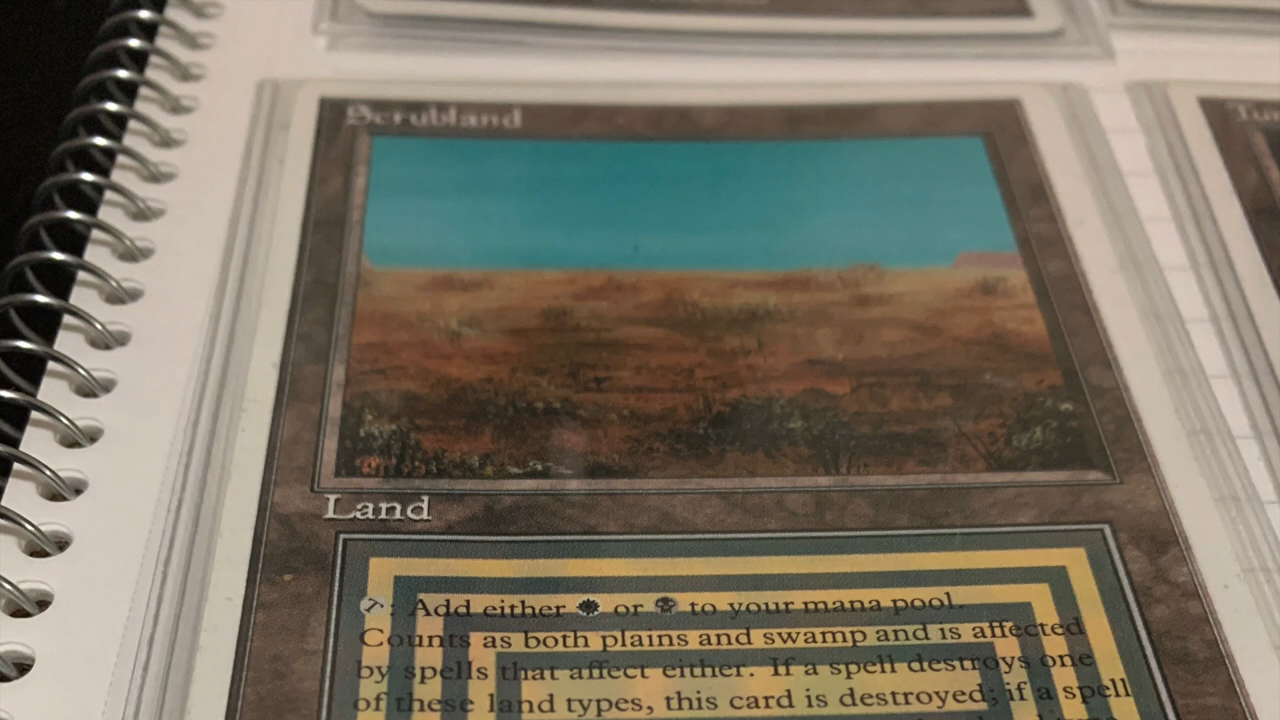 Scrubland
Tu
Land
T: Add either or to your mana pool.
Counts as both plains and swamp and is affected
by spells that affect either. If a spell destroys one
of these land types, this card is destroyed; if a spell